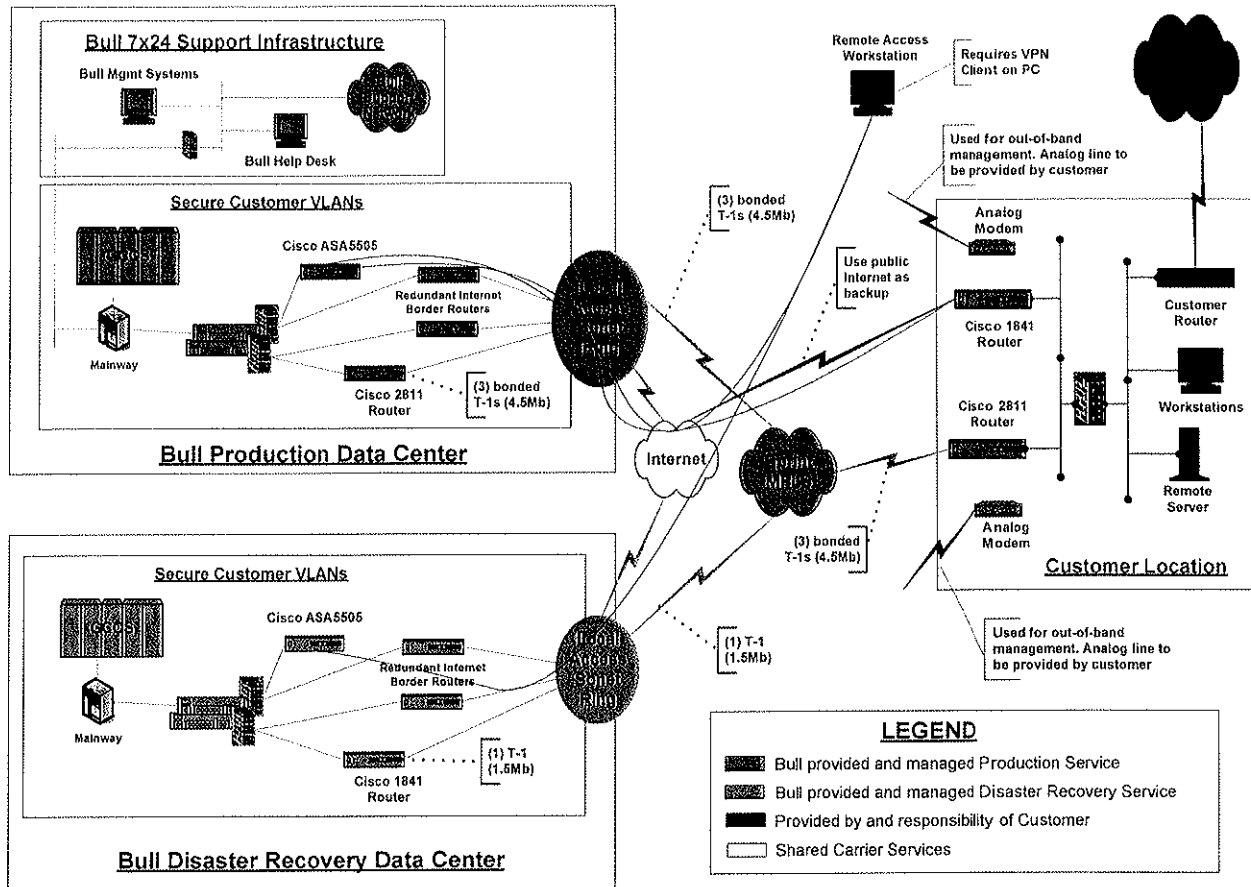 Bull 7x24 Support Infrastructure
Bull Mgmt Systems
Bull Help Desk
Secure Customer VLANs
Cisco ASA5505
Redundant Internet
Border Routers
Mainway
Cisco 2811
Router
(3) bonded
T-1s (4.5Mb)
Bull Production Data Center
Remote Access
Workstation
Requires VPN
Client on PC
Used for out-of-band
management. Analog line to
be provided by customer
(3) bonded
T-1s (4.5Mb)
Use public
Internet as
backup
Internet
Analog
Modem
Cisco 1841
Router
Cisco 2811
Router
Analog
Modem
Customer
Router
Workstations
Remote
Server
Customer Location
(3) bonded
T-1s (4.5Mb)
Used for out-of-band
management. Analog line to
be provided by customer
(1) T-1
(1.5Mb)
Secure Customer VLANs
Cisco ASA5505
GCOS
Redundant Internet
Border Routers
Mainway
Cisco 1841
Router
(1) T-1
(1.5Mb)
Local
Access
Sonet
Ring
Bull Disaster Recovery Data Center
LEGEND
Bull provided and managed Production Service
Bull provided and managed Disaster Recovery Service
Provided by and responsibility of Customer
Shared Carrier Services